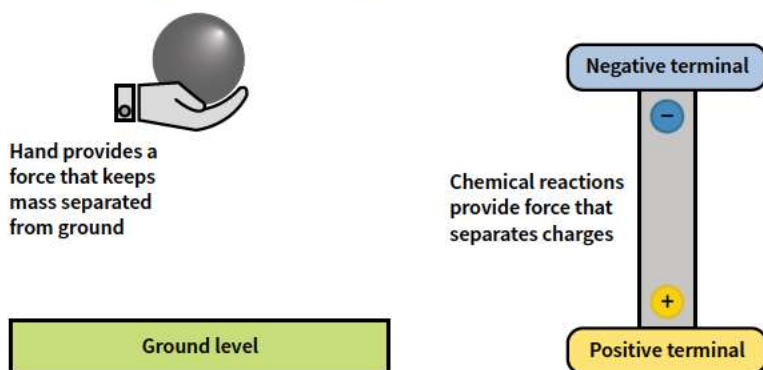 Hand provides a
force that keeps
mass separated
from ground
Ground level
Negative terminal
−
Chemical reactions
provide force that
separates charges
+
Positive terminal